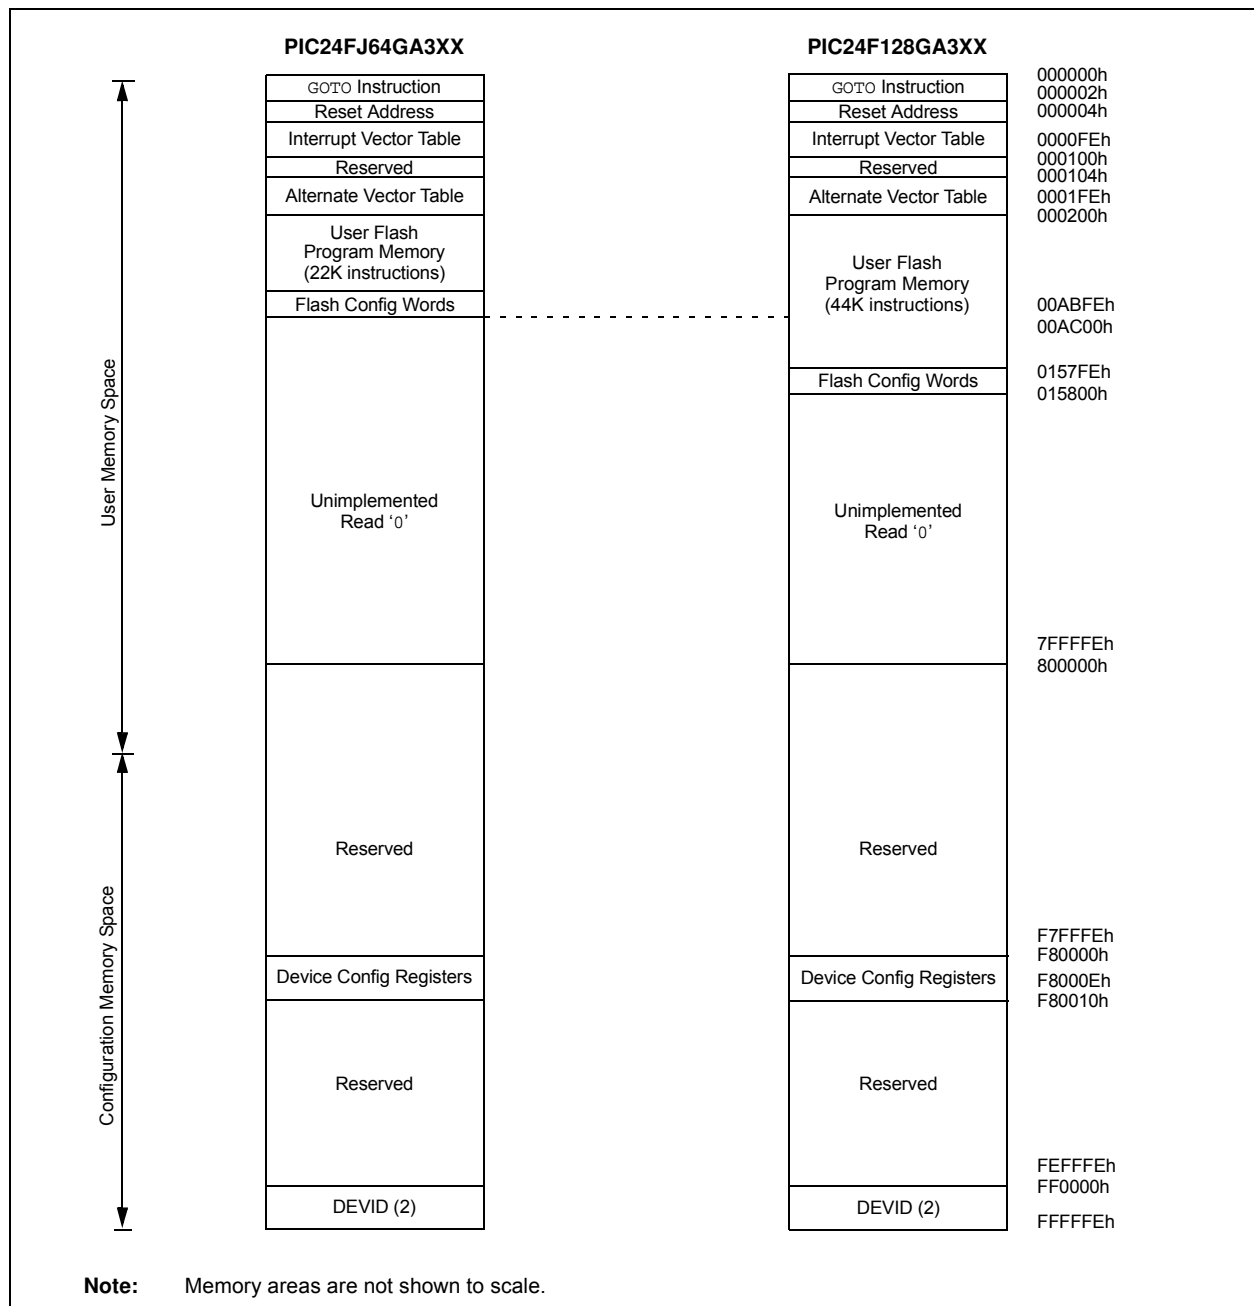 PIC24FJ64GA3XX
GOTO Instruction
Reset Address
Interrupt Vector Table
Reserved
Alternate Vector Table
User Flash
Program Memory
(22K instructions)
Flash Config Words
Unimplemented
Read ‘0’
Reserved
Device Config Registers
Reserved
DEVID (2)
PIC24F128GA3XX
GOTO Instruction
Reset Address
Interrupt Vector Table
Reserved
Alternate Vector Table
User Flash
Program Memory
(44K instructions)
Flash Config Words
Unimplemented
Read ‘0’
Reserved
Device Config Registers
Reserved
DEVID (2)
000000h
000002h
000004h
0000FEh
000100h
000104h
0001FEh
000200h
00ABFEh
00AC00h
0157FEh
015800h
7FFFFEh
800000h
F7FFFEh
F80000h
F8000Eh
F80010h
FEFFFEh
FF0000h
FFFFFEh
User Memory Space
Configuration Memory Space
Note: Memory areas are not shown to scale.